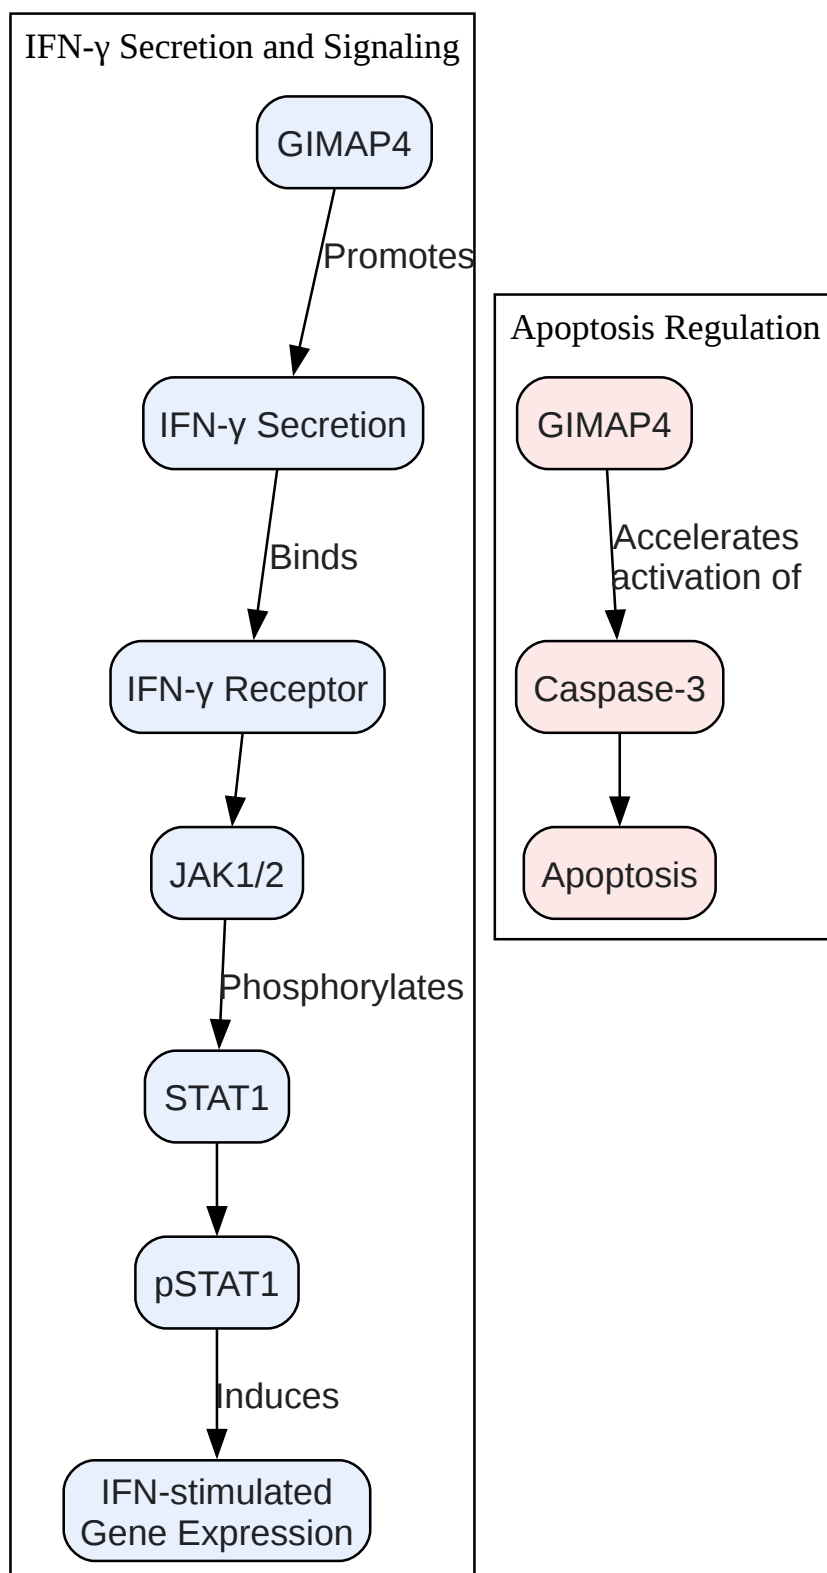 IFN-γ Secretion and Signaling
GIMAP4
Promotes
IFN-γ Secretion
Binds
IFN-γ Receptor
JAK1/2
Phosphorylates
STAT1
pSTAT1
Induces
IFN-stimulated
Gene Expression
Apoptosis Regulation
GIMAP4
Accelerates
activation of
Caspase-3
Apoptosis